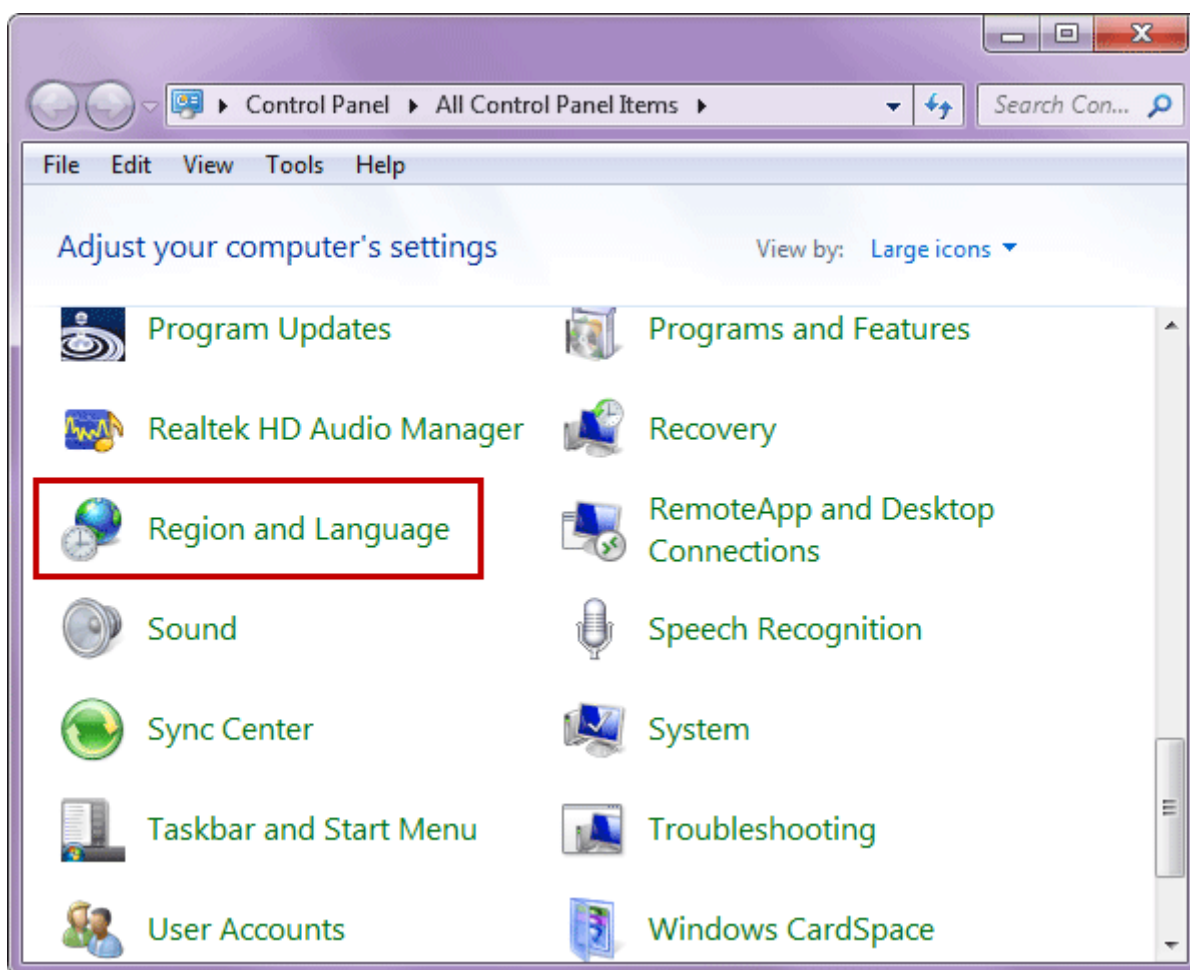 Control Panel All Control Panel Items Search Con...
File Edit View Tools Help
Adjust your computer's settings View by: Large icons
Program Updates Programs and Features
Realtek HD Audio Manager Recovery
Region and Language RemoteApp and Desktop
Connections
Sound Speech Recognition
Sync Center System
Taskbar and Start Menu Troubleshooting
User Accounts Windows CardSpace